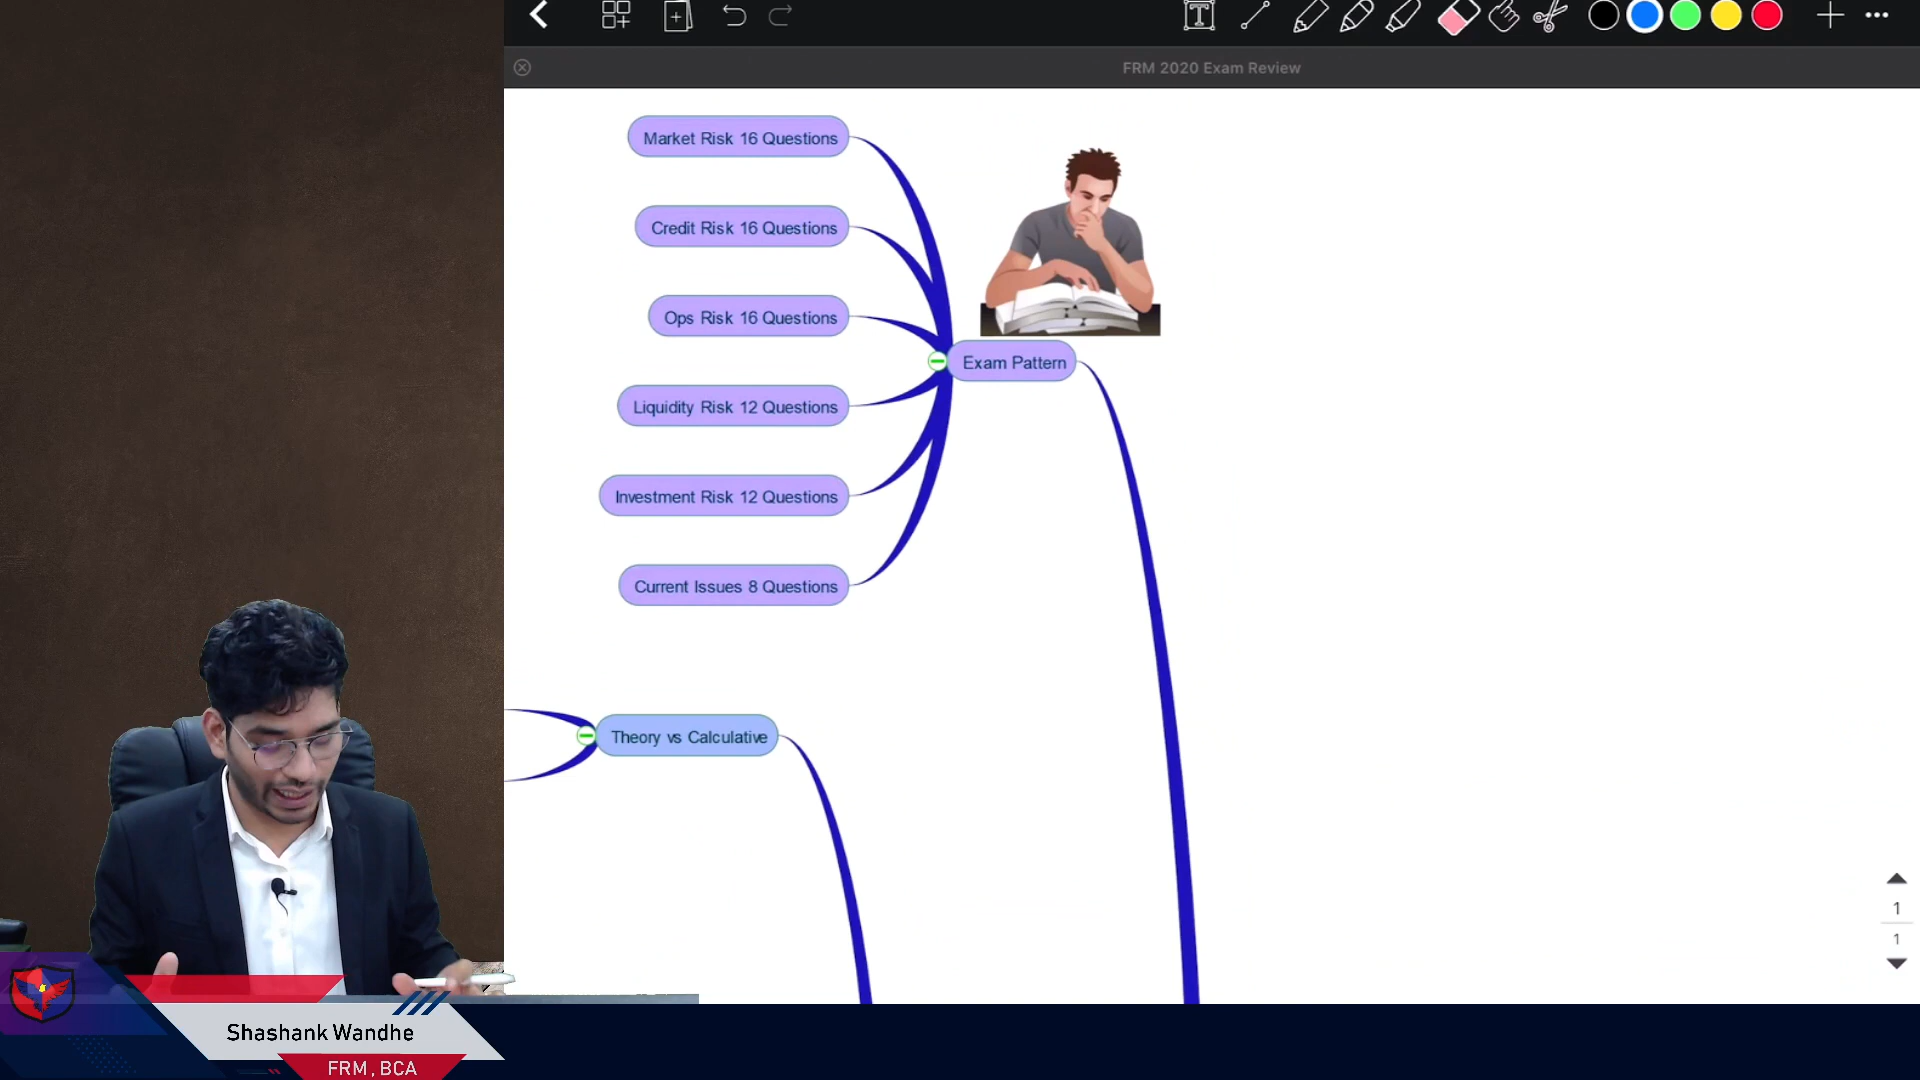 FRM 2020 Exam Review
Market Risk 16 Questions
Credit Risk 16 Questions
Ops Risk 16 Questions
Exam Pattern
Liquidity Risk 12 Questions
Investment Risk 12 Questions
Current Issues 8 Questions
Theory vs Calculative
1
1
Shashank Wandhe
FRM, BCA